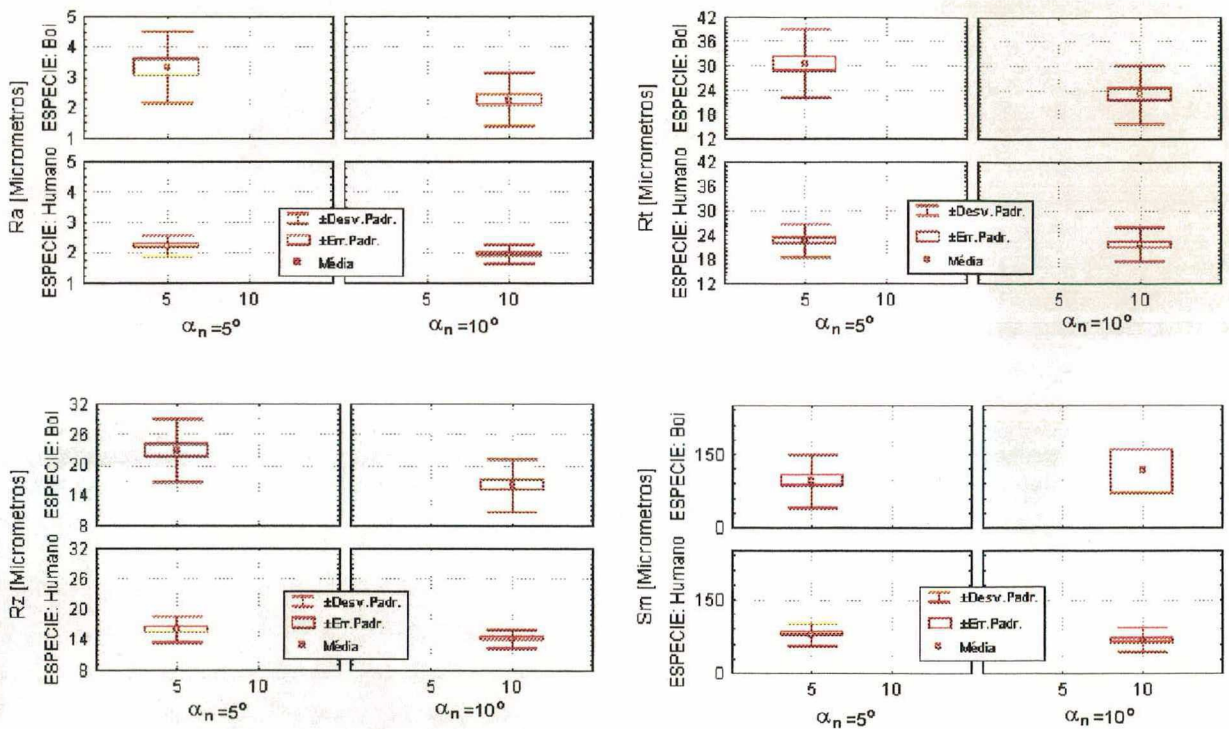 Ra [Micrometros]
ESPECIE: Humano ESPECIE: Boi
5
4
3
2
1
5
4
3
2
1
±Desv.Padr.
±Err.Padr.
Média
5 10 5 10
αn =5° αn =10°
Rt [Micrometros]
ESPECIE: Humano ESPECIE: Boi
42
36
30
24
18
12
42
36
30
24
18
12
±Desv.Padr.
±Err.Padr.
Média
5 10 5 10
αn =5° αn =10°
Rz [Micrometros]
ESPECIE: Humano ESPECIE: Boi
32
26
20
14
8
32
26
20
14
8
±Desv.Padr.
±Err.Padr.
Média
5 10 5 10
αn =5° αn =10°
Sm [Micrometros]
ESPECIE: Humano ESPECIE: Boi
150
0
150
0
±Desv.Padr.
±Err.Padr.
Média
5 10 5 10
αn =5° αn =10°